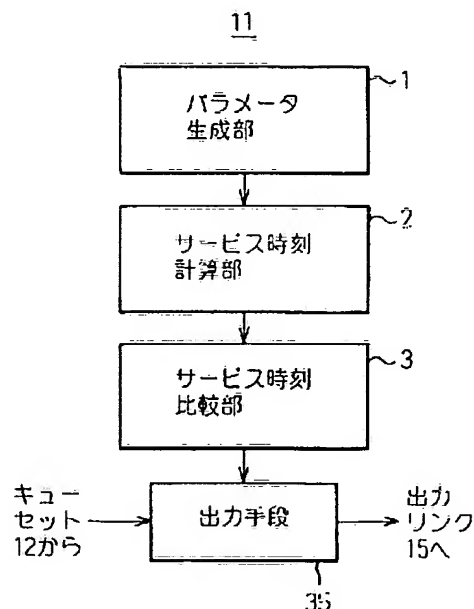 11
パラメータ
生成部
1
サービス時刻
計算部
2
サービス時刻
比較部
3
キュー
セット
12から
出力手段
出力
リンク
15へ
35